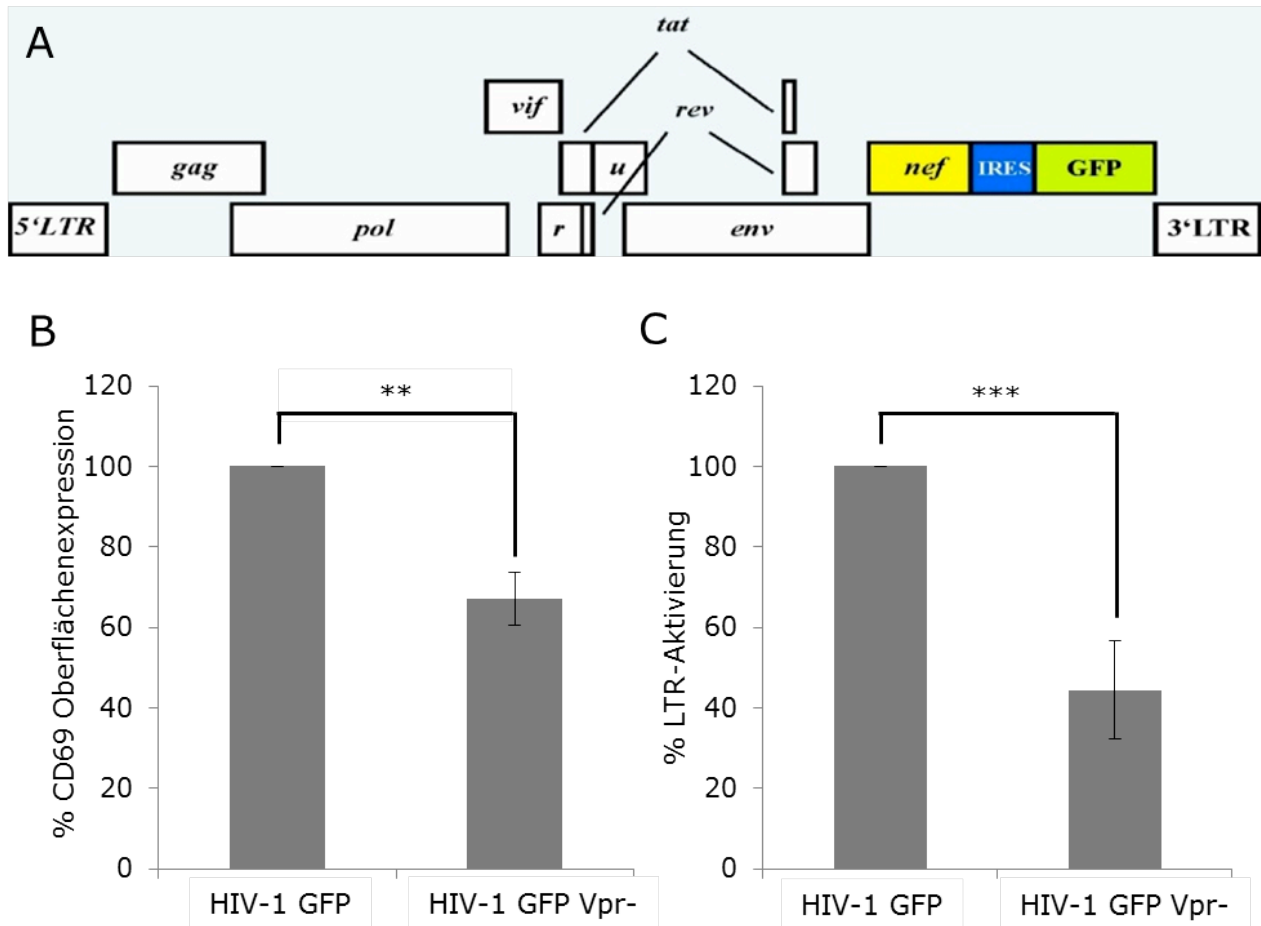 A
tat
vif
rev
gag
u
nef
IRES
GFP
5‘LTR
pol
r
env
3‘LTR
B
% CD69 Oberflächenexpression
120
100
80
60
40
20
0
**
HIV-1 GFP
HIV-1 GFP Vpr-
C
% LTR-Aktivierung
120
100
80
60
40
20
0
***
HIV-1 GFP
HIV-1 GFP Vpr-